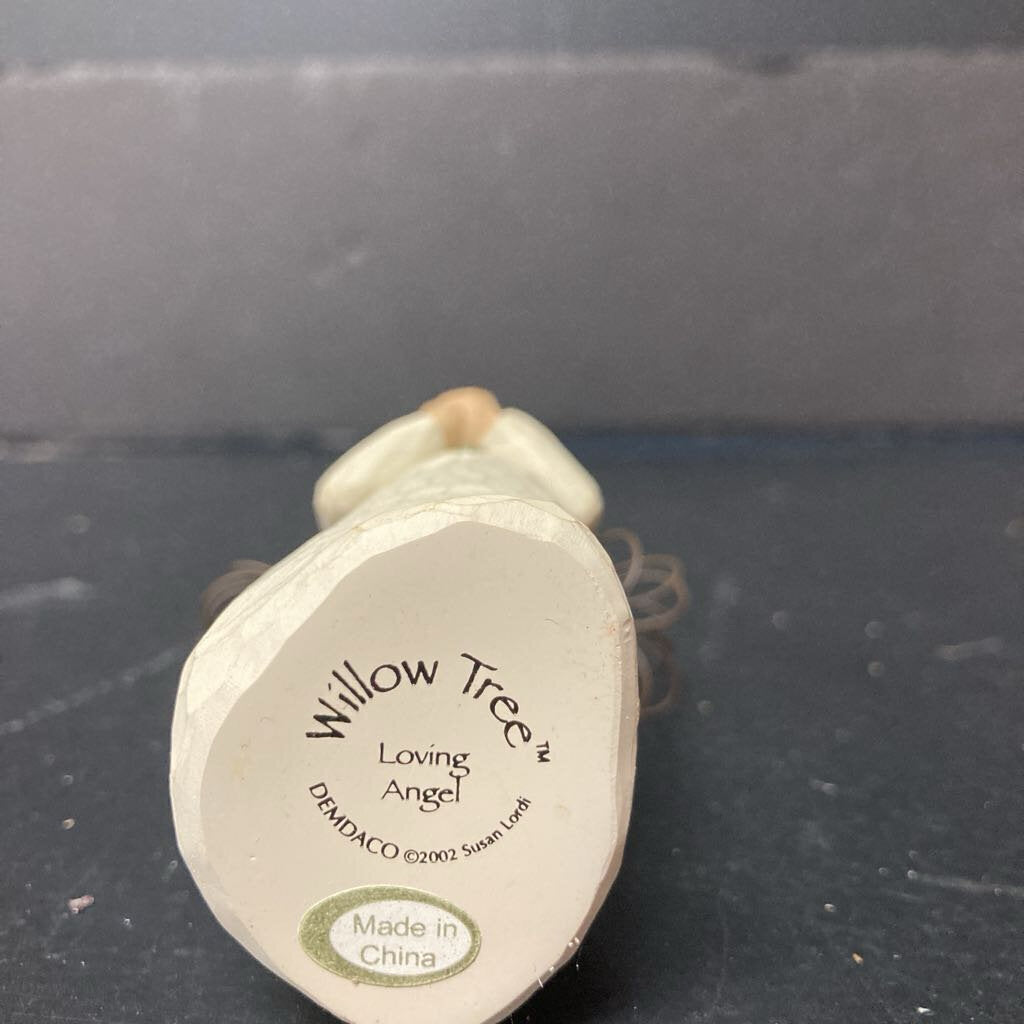 Willow Tree™
Loving
Angel
DEMDACO ©2002 Susan Lordi
Made in
China